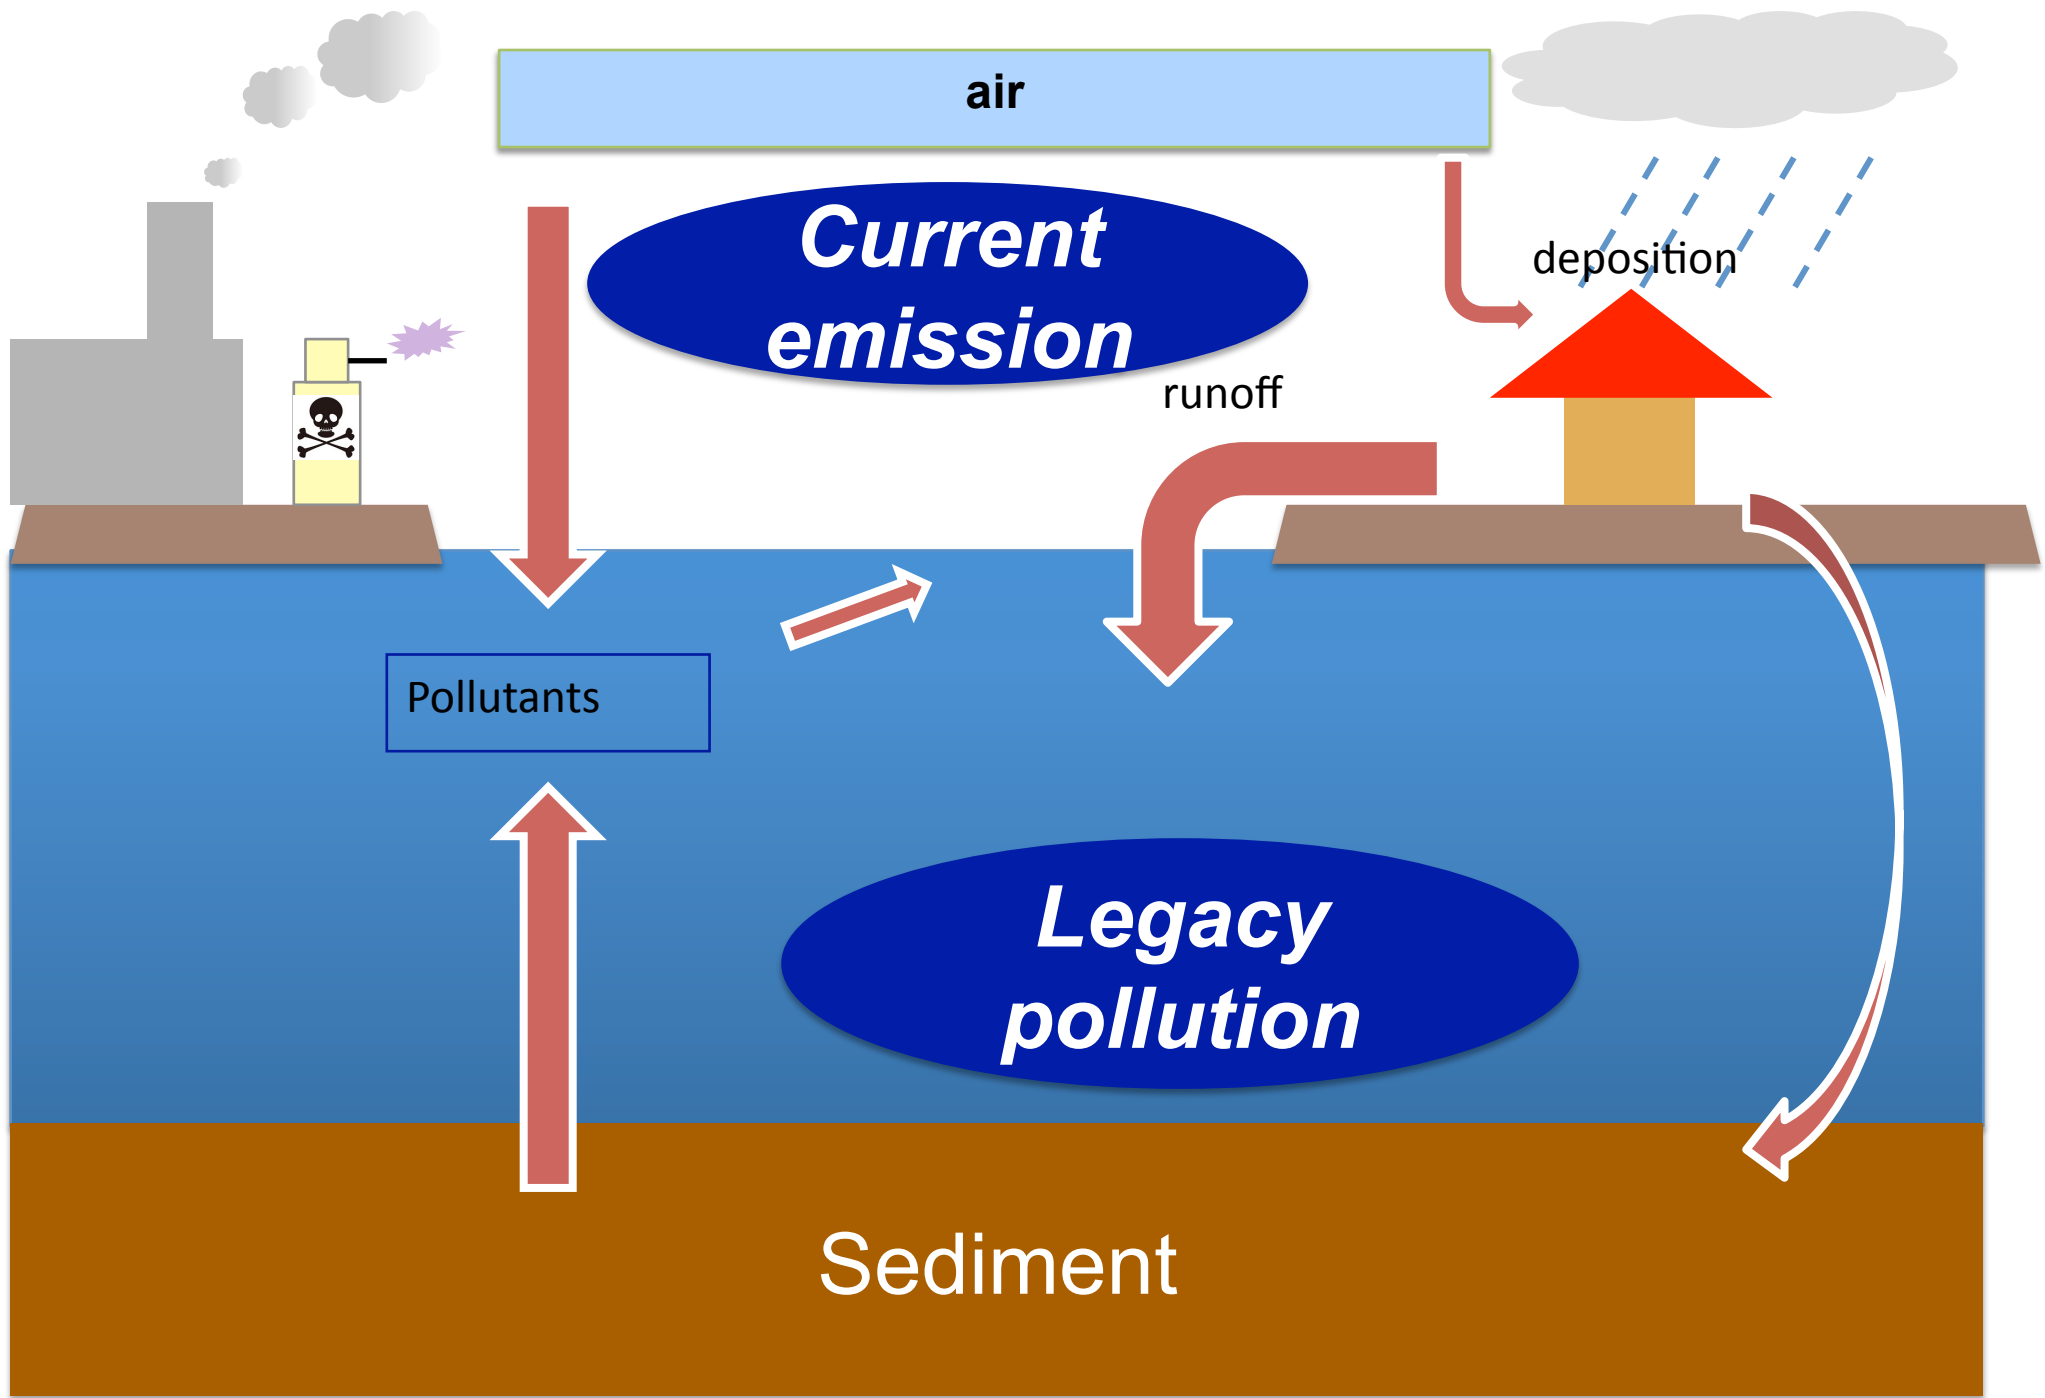 air
Current
emission
deposition
runoff
Pollutants
Legacy
pollution
Sediment